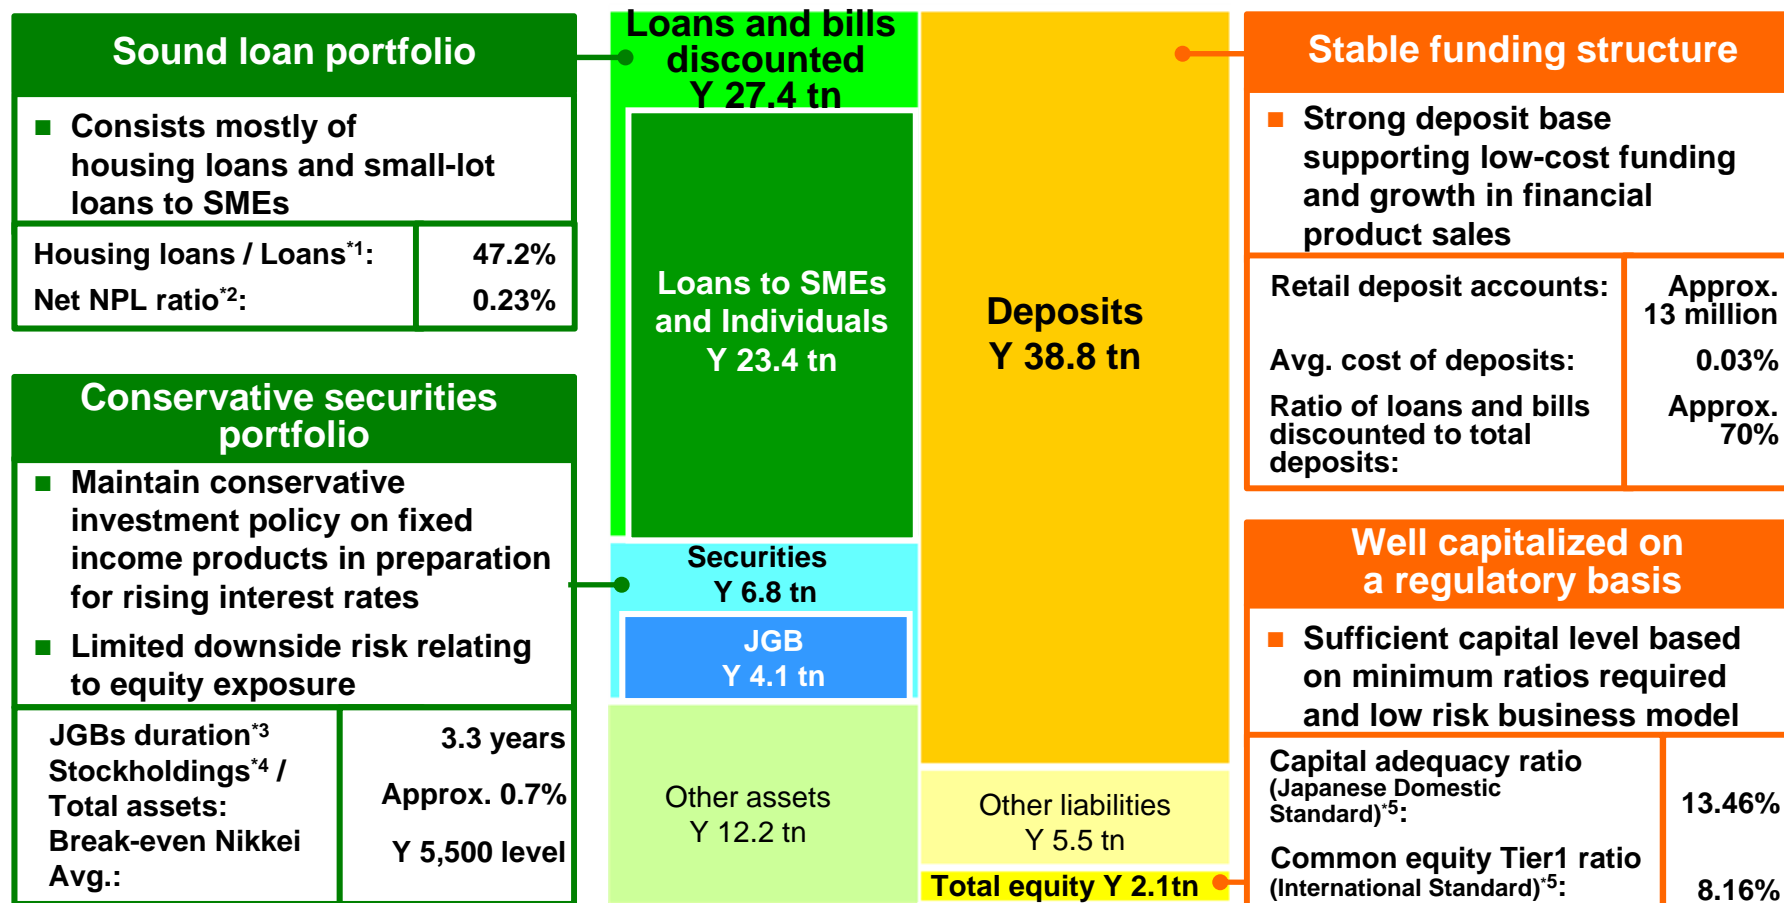 Sound loan portfolio
■ Consists mostly of
housing loans and small-lot
loans to SMEs
Housing loans / Loans*1: 47.2%
Net NPL ratio*2: 0.23%
Conservative securities
portfolio
■ Maintain conservative
investment policy on fixed
income products in preparation
for rising interest rates
■ Limited downside risk relating
to equity exposure
JGBs duration*3 3.3 years
Stockholdings*4 /
Total assets: Approx. 0.7%
Break-even Nikkei
Avg.: Y 5,500 level
Loans and bills
discounted
Y 27.4 tn
Loans to SMEs
and Individuals
Y 23.4 tn
Securities
Y 6.8 tn
JGB
Y 4.1 tn
Other assets
Y 12.2 tn
Deposits
Y 38.8 tn
Other liabilities
Y 5.5 tn
Total equity Y 2.1tn
Stable funding structure
■ Strong deposit base
supporting low-cost funding
and growth in financial
product sales
Retail deposit accounts: Approx.
13 million
Avg. cost of deposits: 0.03%
Ratio of loans and bills Approx.
discounted to total 70%
deposits:
Well capitalized on
a regulatory basis
■ Sufficient capital level based
on minimum ratios required
and low risk business model
Capital adequacy ratio
(Japanese Domestic
Standard)*5: 13.46%
Common equity Tier1 ratio
(International Standard)*5: 8.16%